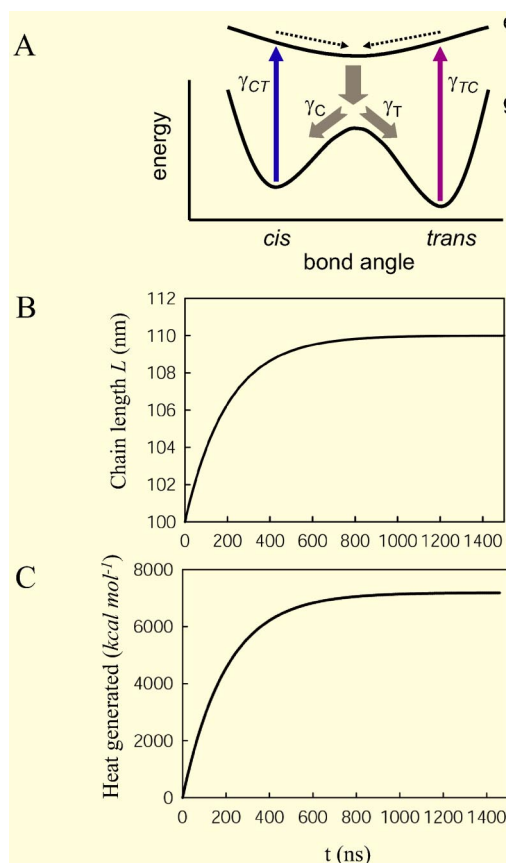 A
e
γCT
γC
γT
γTC
g
energy
cis
trans
bond angle
B
112
110
108
106
104
102
100
Chain length L (nm)
0 200 400 600 800 1000 1200 1400
C
8000
6000
4000
2000
0
Heat generated (kcal mol-1)
0 200 400 600 800 1000 1200 1400
t (ns)